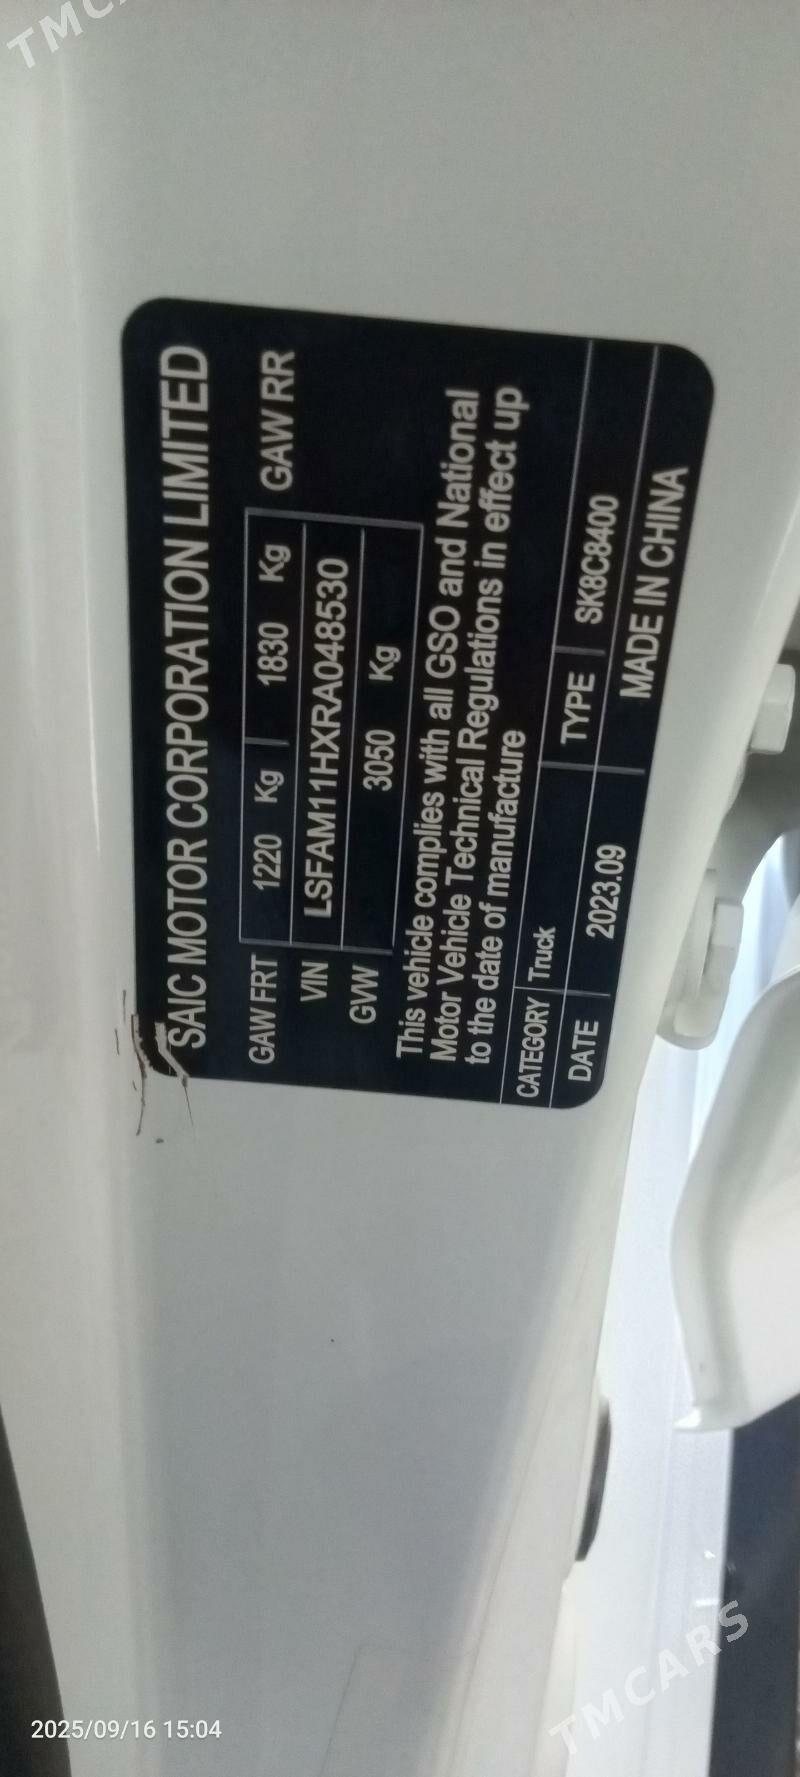 SAIC MOTOR CORPORATION LIMITED
GAW FRT 1220 Kg 1830 Kg GAW RR
VIN LSFAM11HXRA048530
GVW 3050 Kg
This vehicle complies with all GSO and National
Motor Vehicle Technical Regulations in effect up
to the date of manufacture
CATEGORY Truck
DATE 2023.09 TYPE SK8C8400
MADE IN CHINA
2025/09/16 15:04
TMCARS